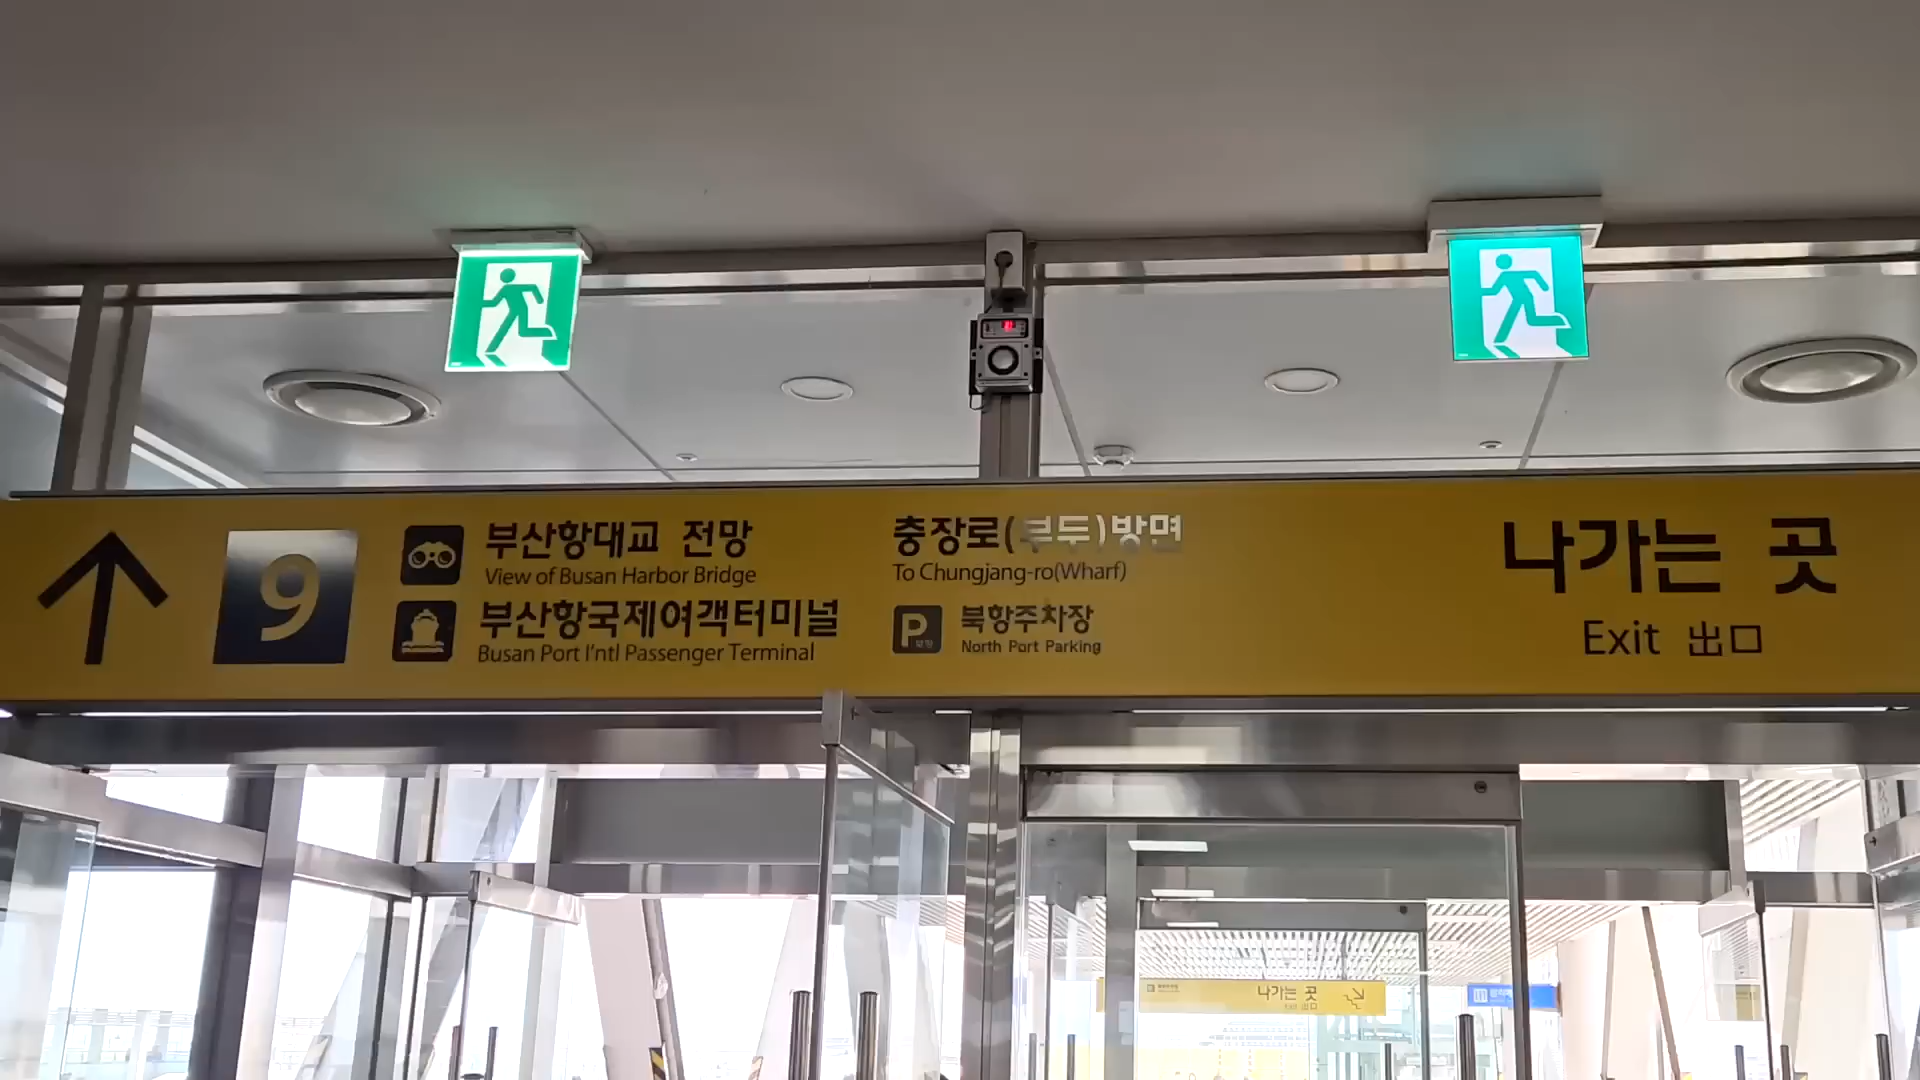 9
부산항대교 전망
View of Busan Harbor Bridge
부산항국제여객터미널
Busan Port I'ntl Passenger Terminal
충장로(부두)방면
To Chungjang-ro(Wharf)
P
북항주차장
North Port Parking
나가는 곳
Exit 出口
나가는 곳